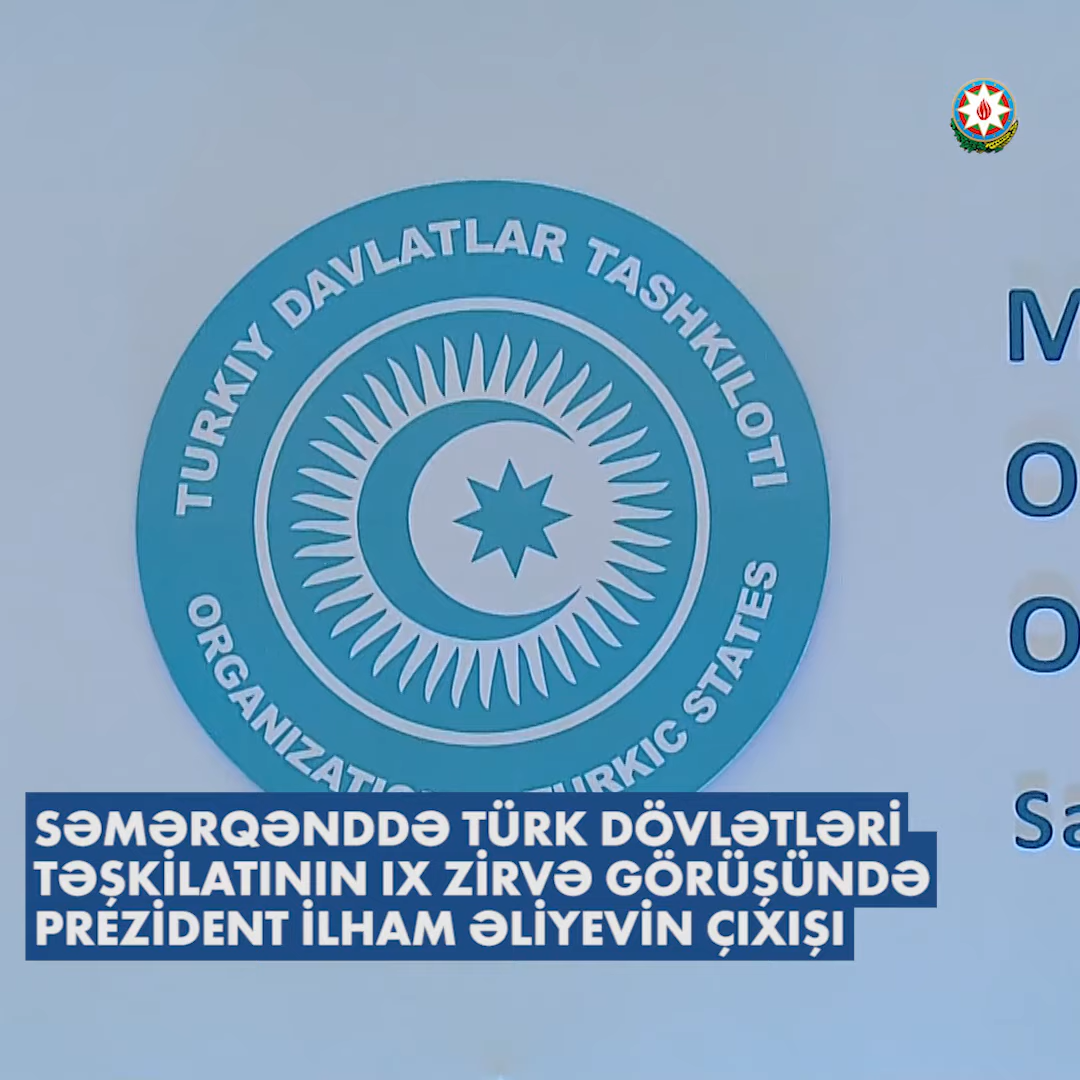 TURKIY DAVLATLAR TASHKILOTI
TURKIC STATES
SƏMƏRQƏNDDƏ TÜRK DÖVLƏTLƏRİ
TƏŞKİLATININ IX ZİRVƏ GÖRÜŞÜNDƏ
PREZİDENT İLHAM ƏLİYEVİN ÇIXIŞI